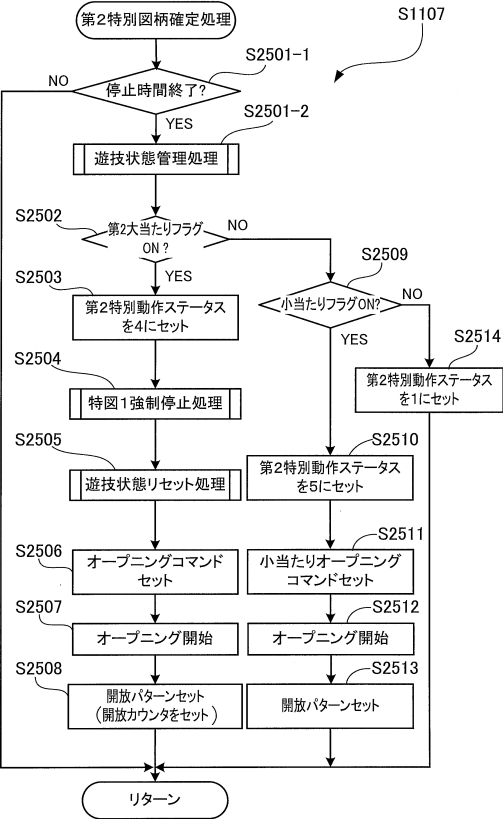 第２特別図柄確定処理
S1107
S2501-1
停止時間終了？
NO
YES
S2501-2
遊技状態管理処理
S2502
第2大当たりフラグ
ON？
NO
YES
S2503
第２特別動作ステータス
を4にセット
S2504
特図１強制停止処理
S2505
遊技状態リセット処理
S2506
オープニングコマンド
セット
S2507
オープニング開始
S2508
開放パターンセット
（開放カウンタをセット）
S2509
小当たりフラグON？
NO
YES
S2514
第２特別動作ステータス
を1にセット
S2510
第２特別動作ステータス
を5にセット
S2511
小当たりオープニング
コマンドセット
S2512
オープニング開始
S2513
開放パターンセット
リターン